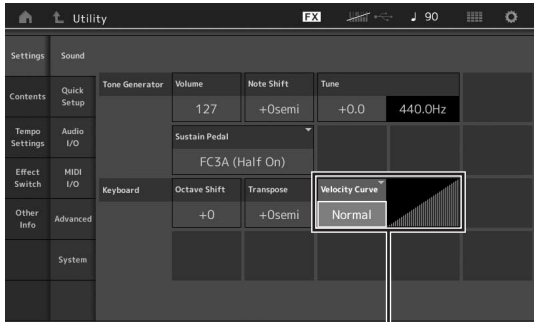 Utility
FX
♩ 90
Settings
Sound
Contents
Quick
Setup
Tempo
Settings
Audio
I/O
Effect
Switch
MIDI
I/O
Other
Info
Advanced
System
Tone Generator
Volume
Note Shift
Tune
127
+0semi
+0.0
440.0Hz
Sustain Pedal
FC3A (Half On)
Keyboard
Octave Shift
Transpose
Velocity Curve
+0
+0semi
Normal